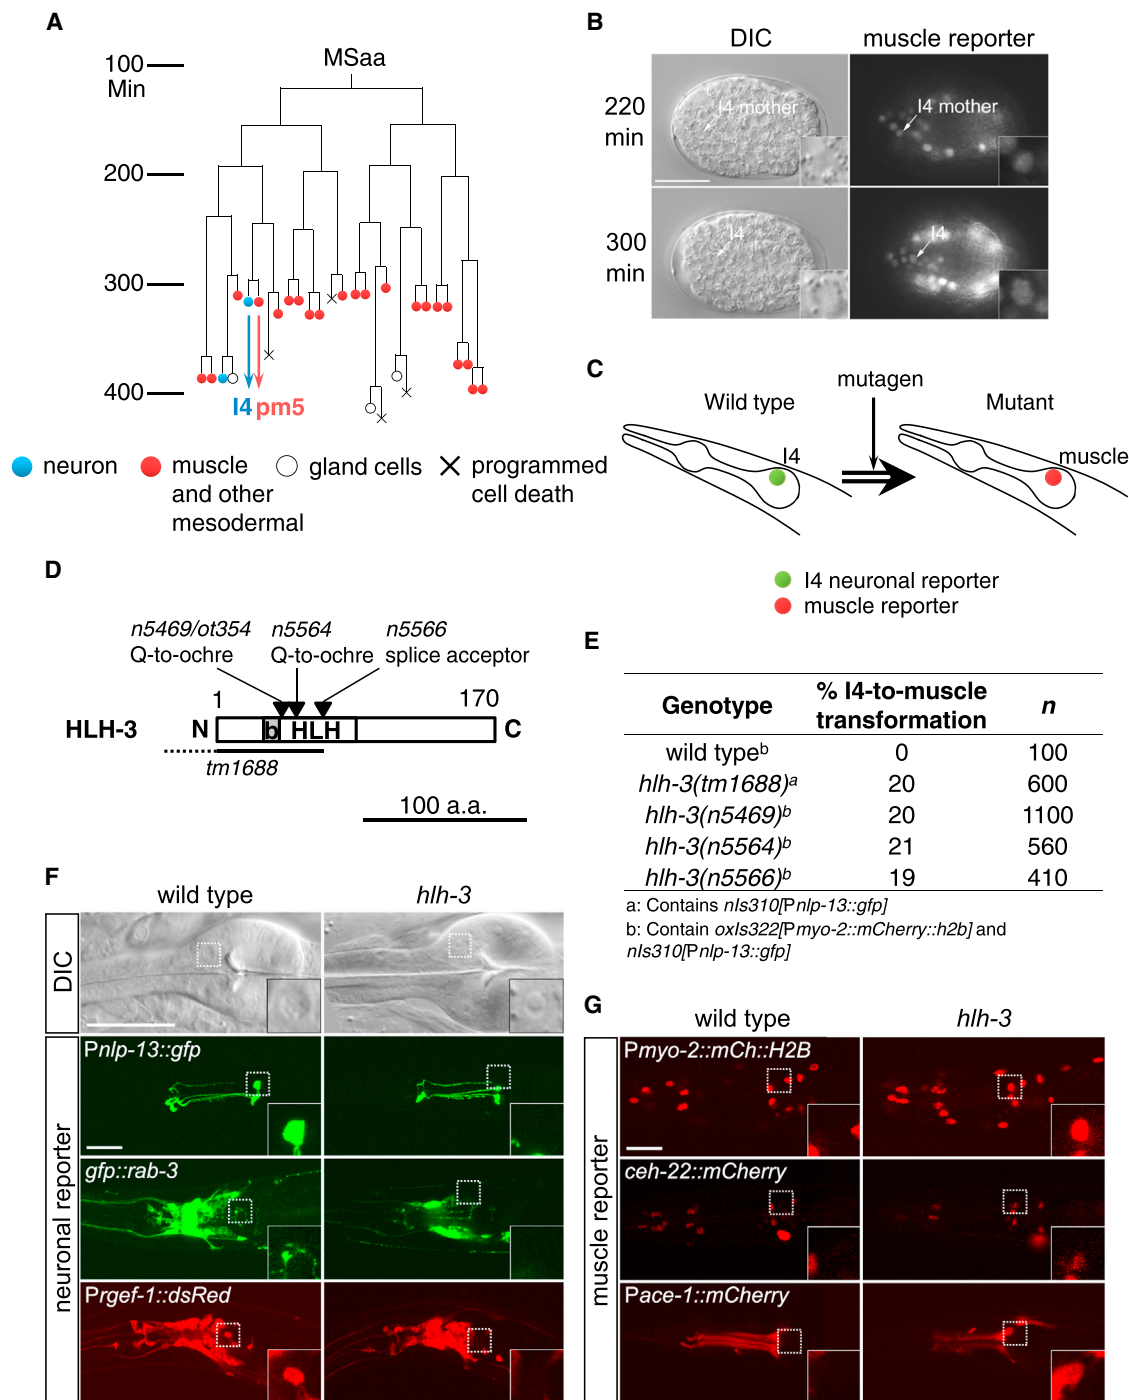 A
100
Min
MSaa
200
300
400
I4 pm5
neuron
muscle and other mesodermal
gland cells
programmed cell death
B
DIC
muscle reporter
220 min
I4 mother
I4 mother
300 min
I4
I4
C
Wild type
mutagen
Mutant
I4
muscle
I4 neuronal reporter
muscle reporter
D
n5469/ot354
Q-to-ochre
n5564
Q-to-ochre
n5566
splice acceptor
1
170
HLH-3
N
b
HLH
C
tm1688
100 a.a.
E
Genotype % I4-to-muscle transformation n
wild typeᵇ 0 100
hlh-3(tm1688)ᵃ 20 600
hlh-3(n5469)ᵇ 20 1100
hlh-3(n5564)ᵇ 21 560
hlh-3(n5566)ᵇ 19 410
a: Contains nIs310[Pnlp-13::gfp]
b: Contain oxIs322[Pmyo-2::mCherry::h2b] and
nIs310[Pnlp-13::gfp]
F
wild type
hlh-3
DIC
neuronal reporter
Pnlp-13::gfp
gfp::rab-3
Prgef-1::dsRed
G
wild type
hlh-3
muscle reporter
Pmyo-2::mCh::H2B
ceh-22::mCherry
Pace-1::mCherry